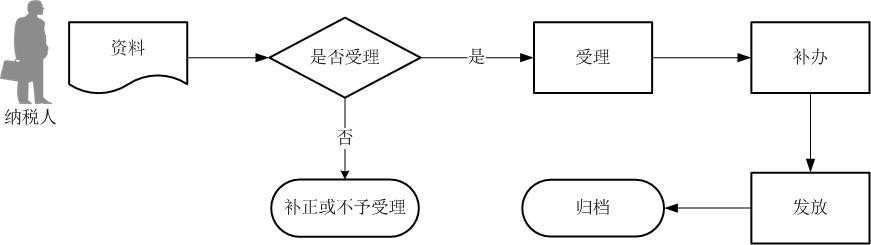 资料
是否受理
是
受理
补办
纳税人
否
补正或不予受理
归档
发放